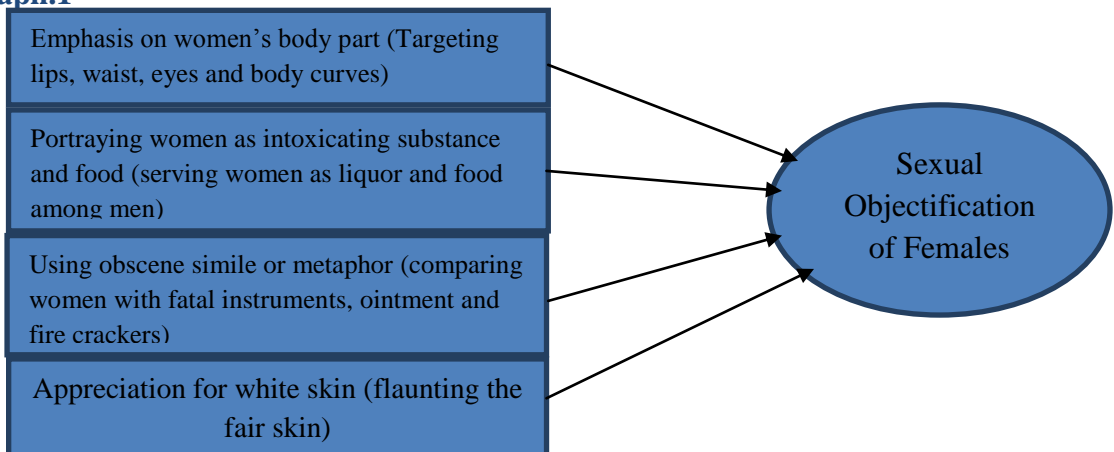 Emphasis on women's body part (Targeting
lips, waist, eyes and body curves)
Portraying women as intoxicating substance
and food (serving women as liquor and food
among men)
Using obscene simile or metaphor (comparing
women with fatal instruments, ointment and
fire crackers)
Appreciation for white skin (flaunting the
fair skin)
Sexual
Objectification
of Females